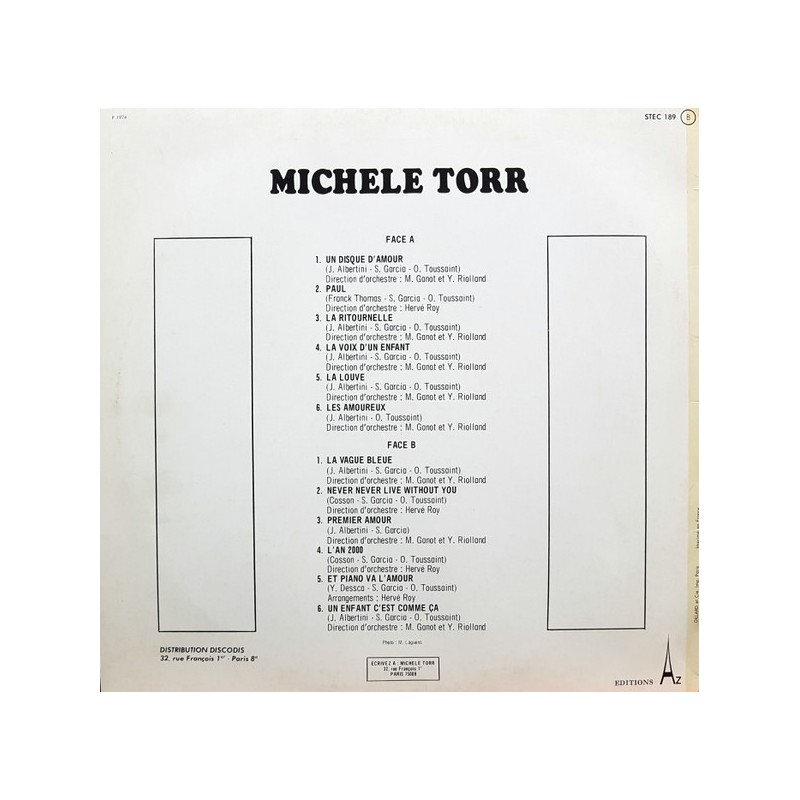 ℗ 1976
STEC 189 B
MICHELE TORR
FACE A
1. UN DISQUE D'AMOUR
(J. Albertini - S. Garcia - O. Toussaint)
Direction d'orchestre : M. Ganot et Y. Riolland
2. PAUL
(Franck Thomas - S. Garcia - O. Toussaint)
Direction d'orchestre : Hervé Roy
3. LA RITOURNELLE
(J. Albertini - S. Garcia - O. Toussaint)
Direction d'orchestre : M. Ganot et Y. Riolland
4. LA VOIX D'UN ENFANT
(J. Albertini - S. Garcia - O. Toussaint)
Direction d'orchestre : M. Ganot et Y. Riolland
5. LA LOUVE
(J. Albertini - S. Garcia - O. Toussaint)
Direction d'orchestre : M. Ganot et Y. Riolland
6. LES AMOUREUX
(J. Albertini - O. Toussaint)
Direction d'orchestre : M. Ganot et Y. Riolland
FACE B
1. LA VAGUE BLEUE
(J. Albertini - S. Garcia - O. Toussaint)
Direction d'orchestre : M. Ganot et Y. Riolland
2. NEVER NEVER LIVE WITHOUT YOU
(Cosson - S. Garcia - O. Toussaint)
Direction d'orchestre : Hervé Roy
3. PREMIER AMOUR
(J. Albertini - S. Garcia)
Direction d'orchestre : M. Ganot et Y. Riolland
4. L'AN 2000
(Cosson - S. Garcia - O. Toussaint)
Direction d'orchestre : Hervé Roy
5. ET PIANO VA L'AMOUR
(Y. Dessca - S. Garcia - O. Toussaint)
Arrangements : Hervé Roy
6. UN ENFANT C'EST COMME ÇA
(J. Albertini - S. Garcia - O. Toussaint)
Direction d'orchestre : M. Ganot et Y. Riolland
Photo : N. Laguens
DISTRIBUTION DISCODIS
32, rue François 1er - Paris 8e
ECRIVEZ A : MICHELE TORR
32, rue François 1er
PARIS 75008
EDITIONS AZ